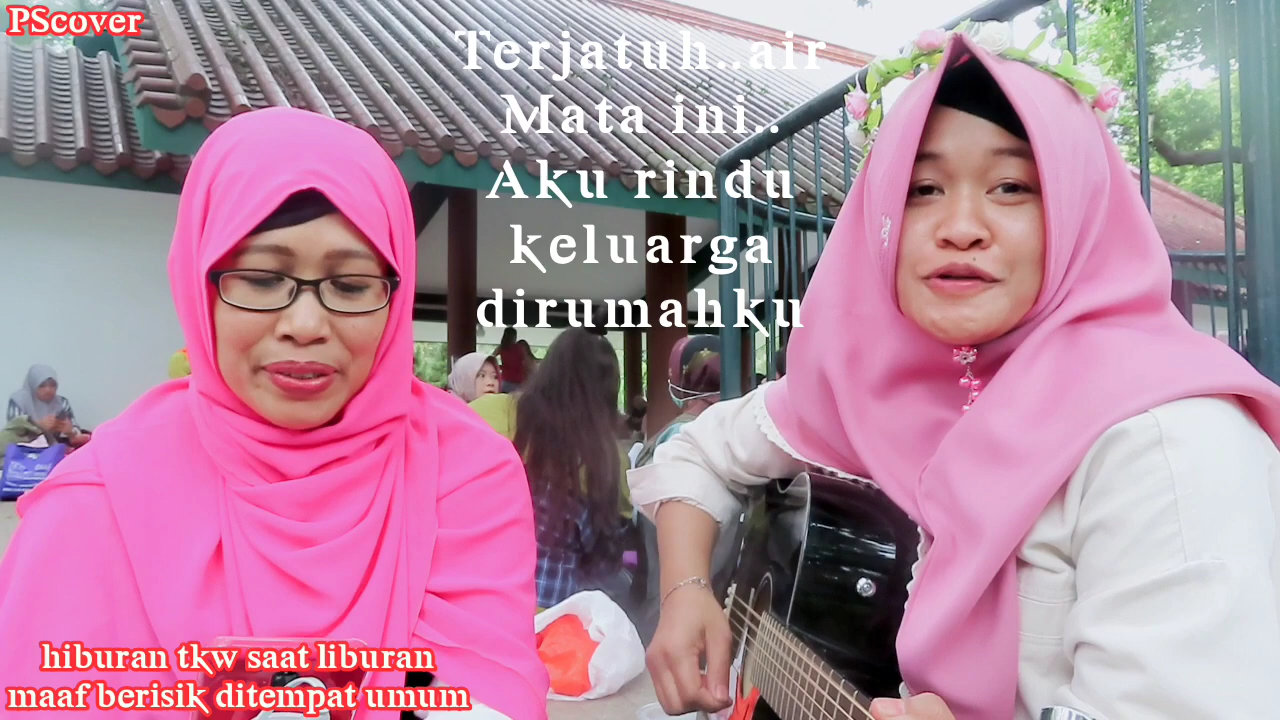 PScover
Terjatuh..air
Mata ini..
Aku rindu
keluarga
dirumahku
hiburan tkw saat liburan
maaf berisik ditempat umum